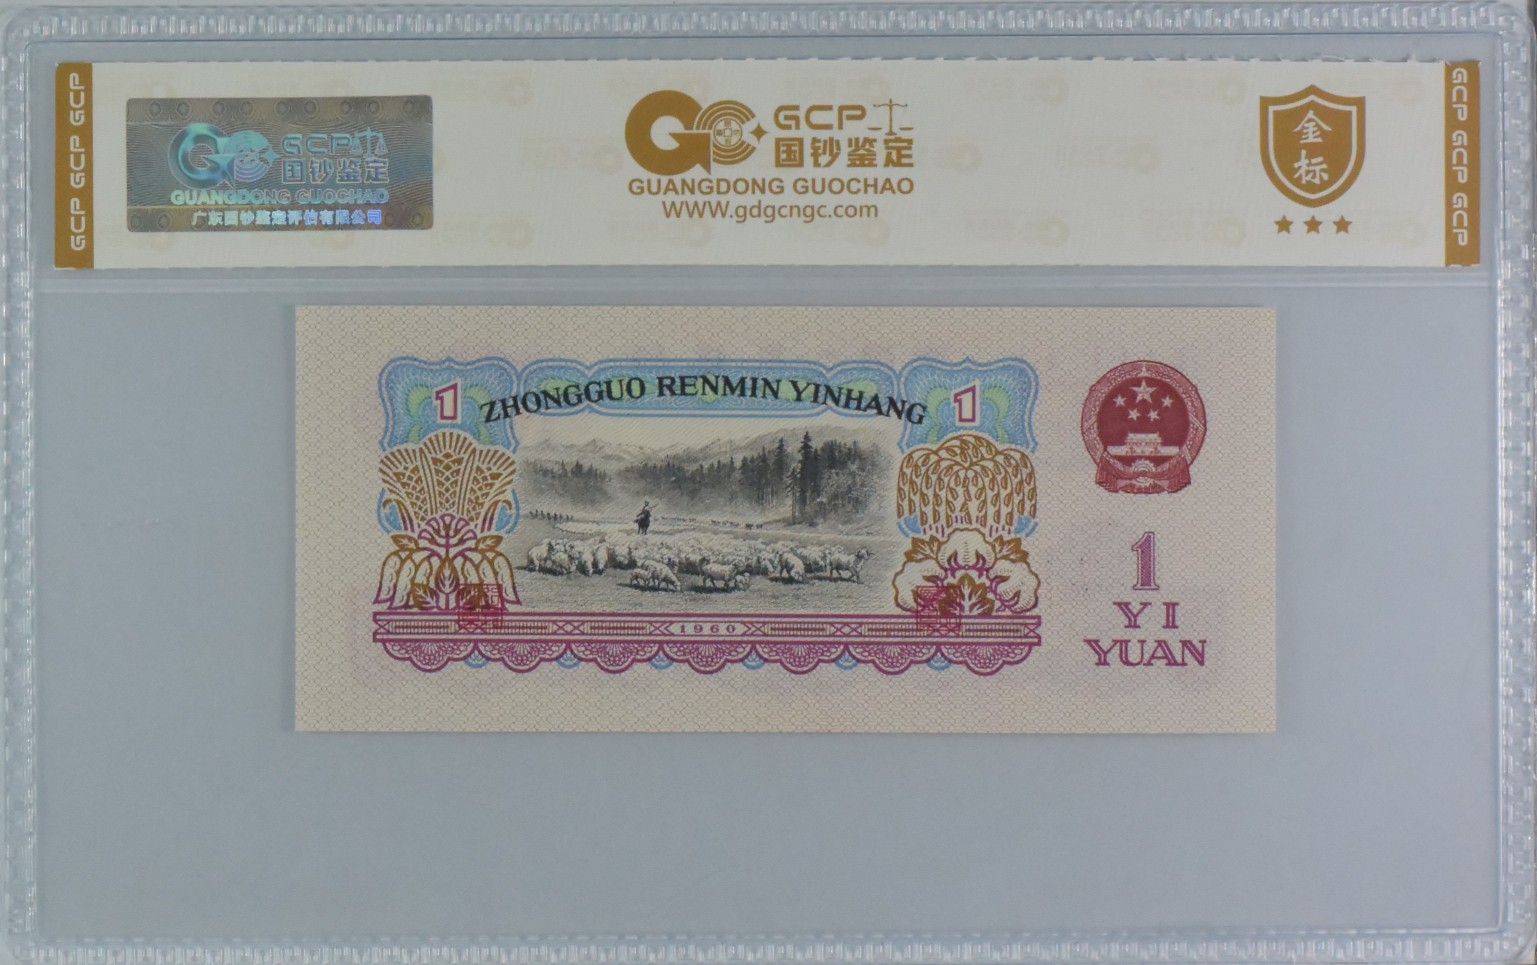 GCP GCP GCP
GCP
国钞鉴定
GUANGDONG GUOCHAO
广东国钞鉴定评估有限公司
GCP
国钞鉴定
GUANGDONG GUOCHAO
WWW.gdgcngc.com
金
标
GCP GCP GCP
1
ZHONGGUO RENMIN YINHANG
1
1960
1
YI
YUAN